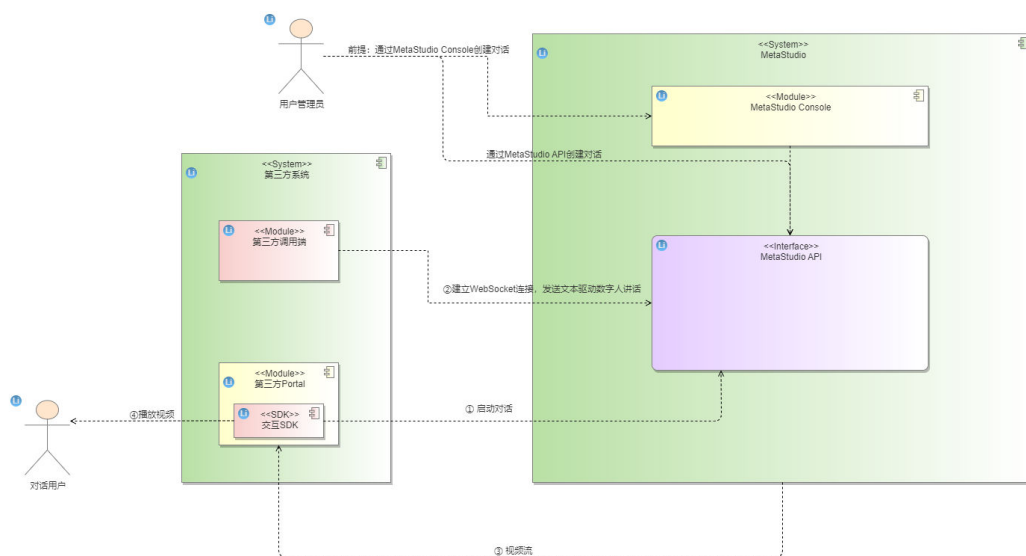 <<System>>
MetaStudio
前提：通过MetaStudio Console创建对话
<<Module>>
MetaStudio Console
用户管理员
通过MetaStudio API创建对话
<<System>>
第三方系统
<<Module>>
第三方调用端
<<Interface>>
MetaStudio API
②建立WebSocket连接，发送文本驱动数字人讲话
<<Module>>
第三方Portal
④播放视频
<<SDK>>
交互SDK
① 启动对话
对话用户
③ 视频流